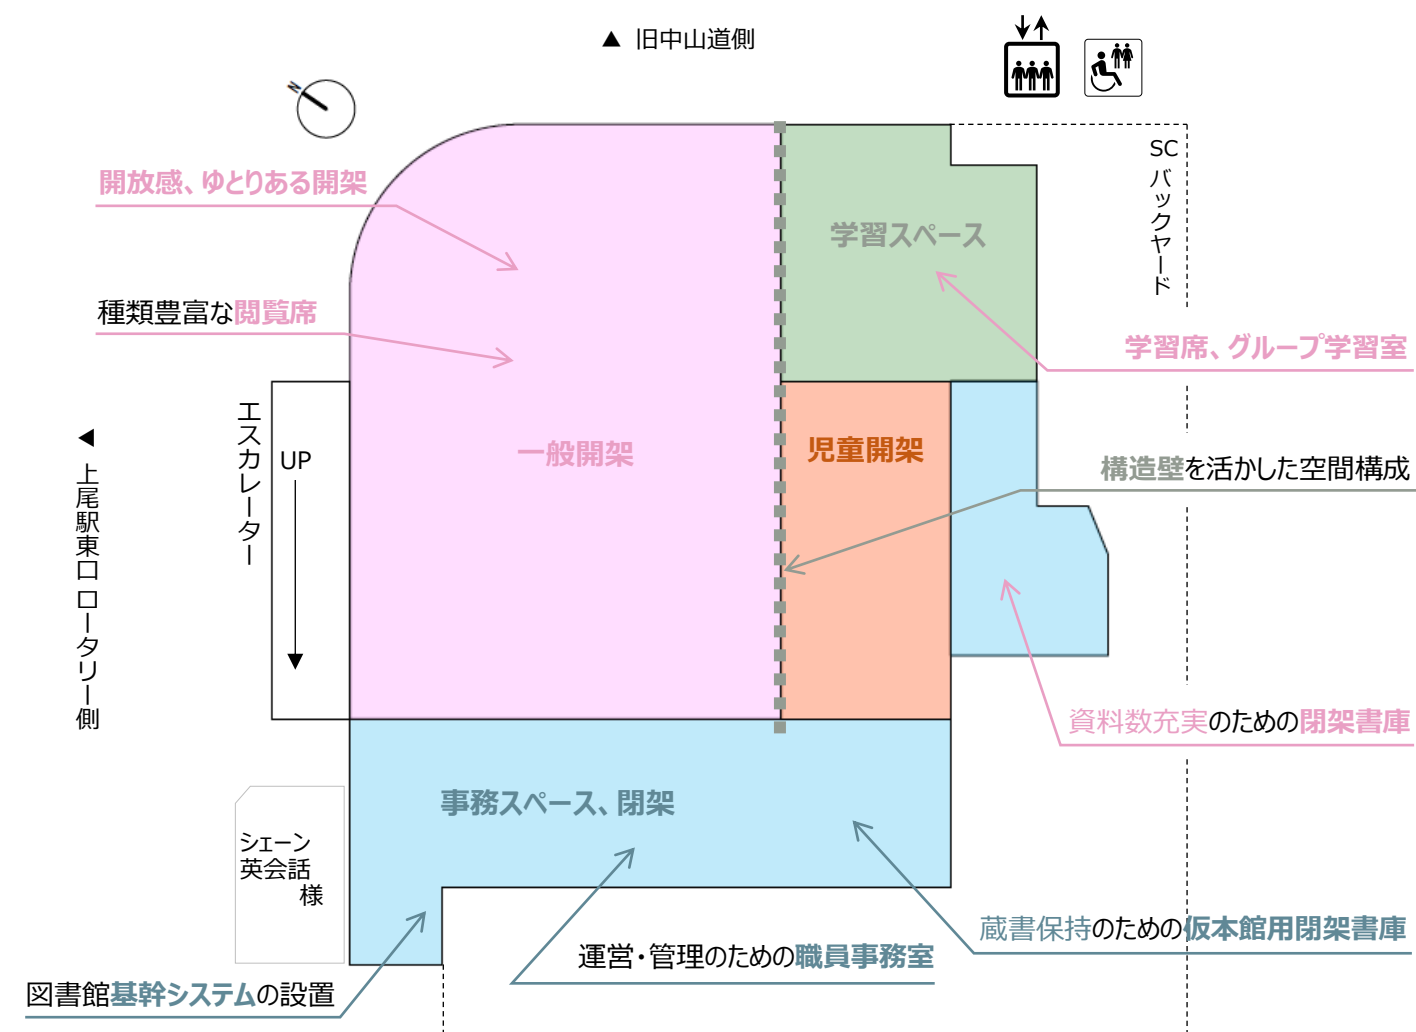 ▲ 旧中山道側
N
SC バックヤード
開放感、ゆとりある開架
学習スペース
種類豊富な閲覧席
学習席、グループ学習室
エスカレーター
UP
一般開架
児童開架
構造壁を活かした空間構成
▲ 上尾駅東口 ロータリー側
資料数充実のための閉架書庫
事務スペース、閉架
シェーン
英会話
様
蔵書保持のための仮本館用閉架書庫
運営・管理のための職員事務室
図書館基幹システムの設置